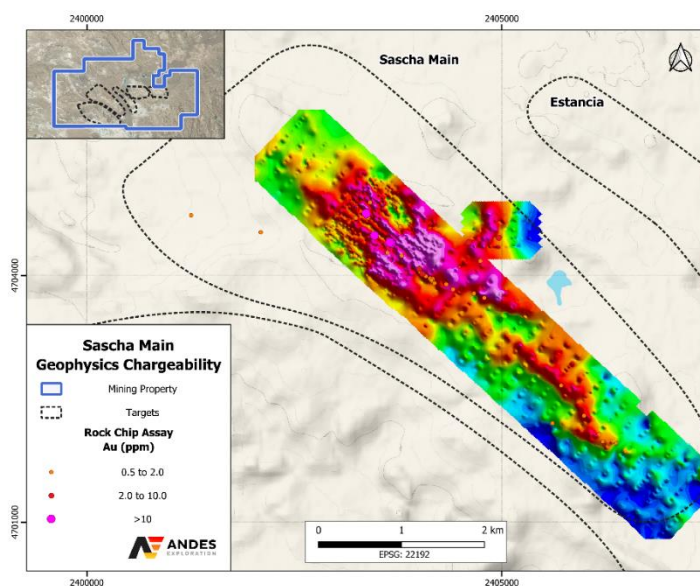 2400000
2405000
Sascha Main
Estancia
4704000
4701000
Sascha Main
Geophysics Chargeability
Mining Property
Targets
Rock Chip Assay
Au (ppm)
0.5 to 2.0
2.0 to 10.0
>10
ANDES
EXPLORATION
0 1 2 km
EPSG: 22192
2400000
2405000